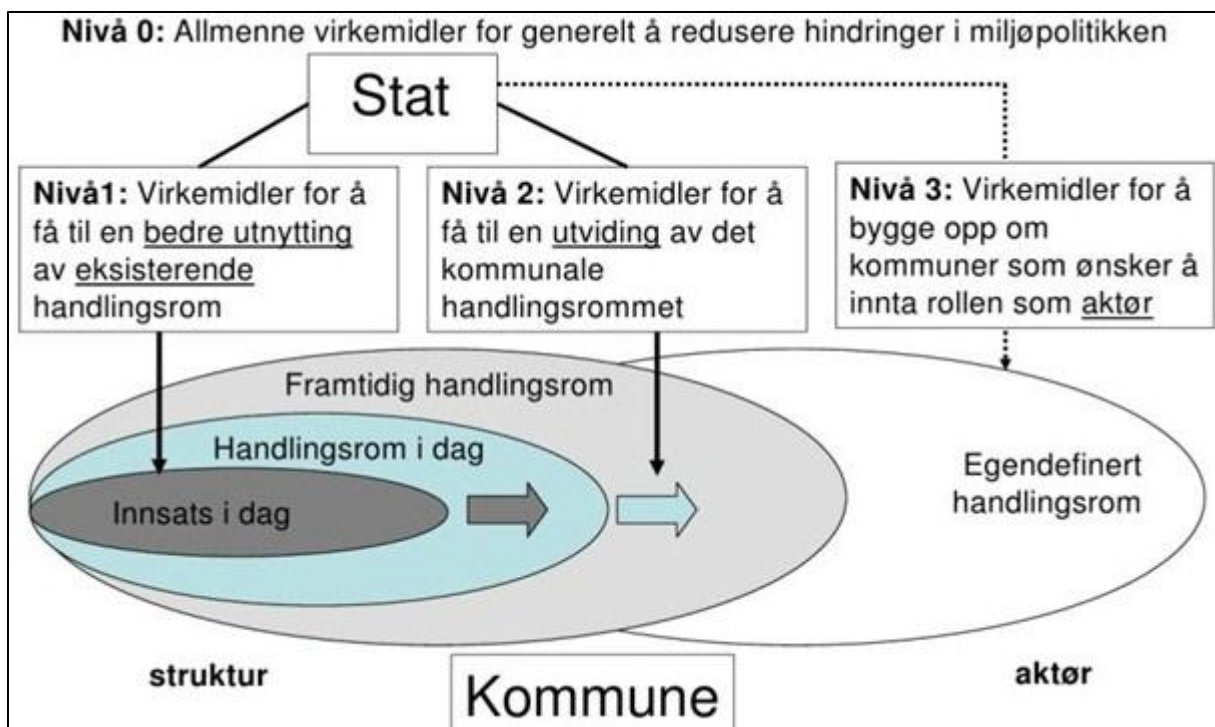 Nivå 0: Allmenne virkemidler for generelt å redusere hindringer i miljøpolitikken
Stat
Nivå1: Virkemidler for å
få til en bedre utnytting
av eksisterende
handlingsrom
Nivå 2: Virkemidler for å
få til en utviding av det
kommunale
handlingsrommet
Nivå 3: Virkemidler for å
bygge opp om
kommuner som ønsker å
innta rollen som aktør
Framtidig handlingsrom
Handlingsrom i dag
Innsats i dag
Egendefinert
handlingsrom
struktur
Kommune
aktør